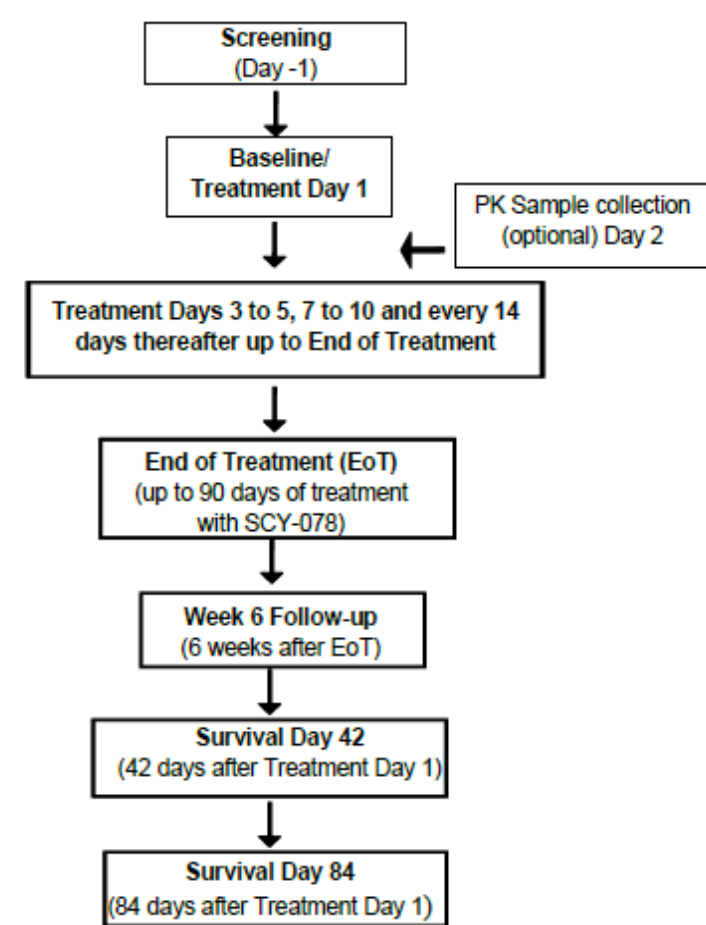 Screening
(Day -1)
Baseline/
Treatment Day 1
PK Sample collection
(optional) Day 2
Treatment Days 3 to 5, 7 to 10 and every 14
days thereafter up to End of Treatment
End of Treatment (EoT)
(up to 90 days of treatment
with SCY-078)
Week 6 Follow-up
(6 weeks after EoT)
Survival Day 42
(42 days after Treatment Day 1)
Survival Day 84
(84 days after Treatment Day 1)